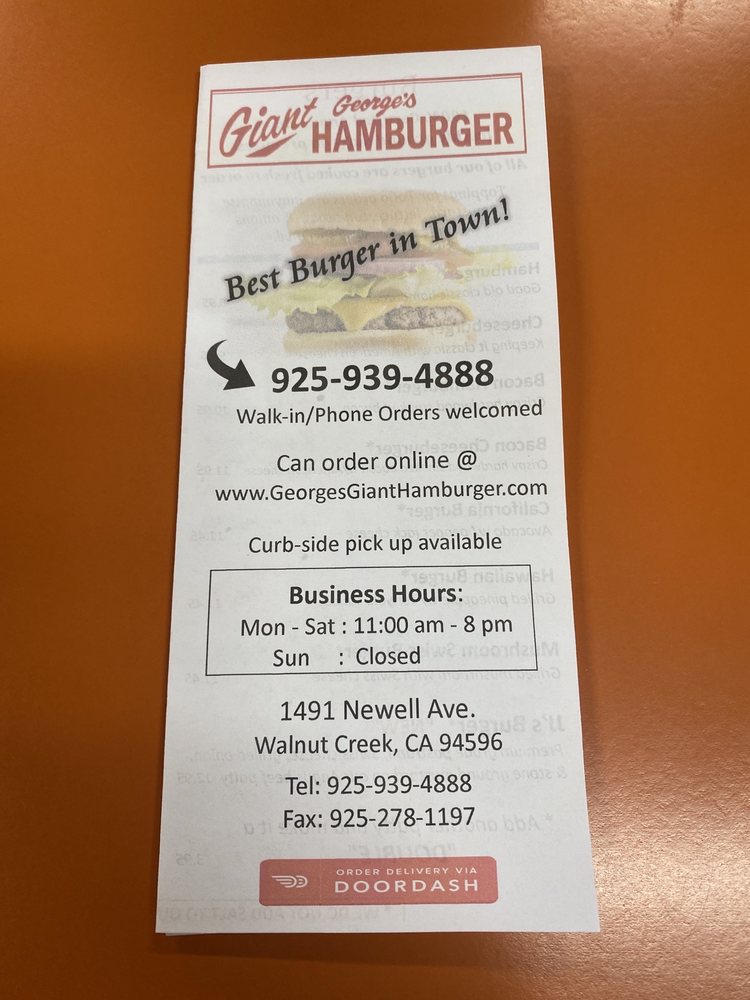 Giant George's
HAMBURGER
Best Burger in Town!
925-939-4888
Walk-in/Phone Orders welcomed
Can order online @
www.GeorgesGiantHamburger.com
Curb-side pick up available
Business Hours:
Mon - Sat : 11:00 am - 8 pm
Sun : Closed
1491 Newell Ave.
Walnut Creek, CA 94596
Tel: 925-939-4888
Fax: 925-278-1197
ORDER DELIVERY VIA
DOORDASH